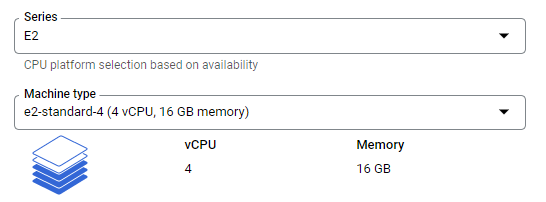 Series
E2
CPU platform selection based on availability
Machine type
e2-standard-4 (4 vCPU, 16 GB memory)
vCPU Memory
4 16 GB